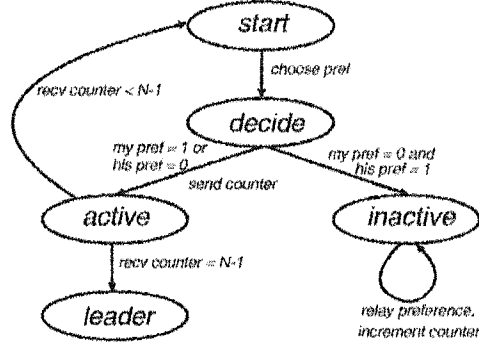 start
choose pref
recv counter < N-1
decide
my pref = 1 or
his pref = 0
my pref = 0 and
his pref = 1
send counter
active
inactive
recv counter = N-1
leader
relay preference,
increment counter